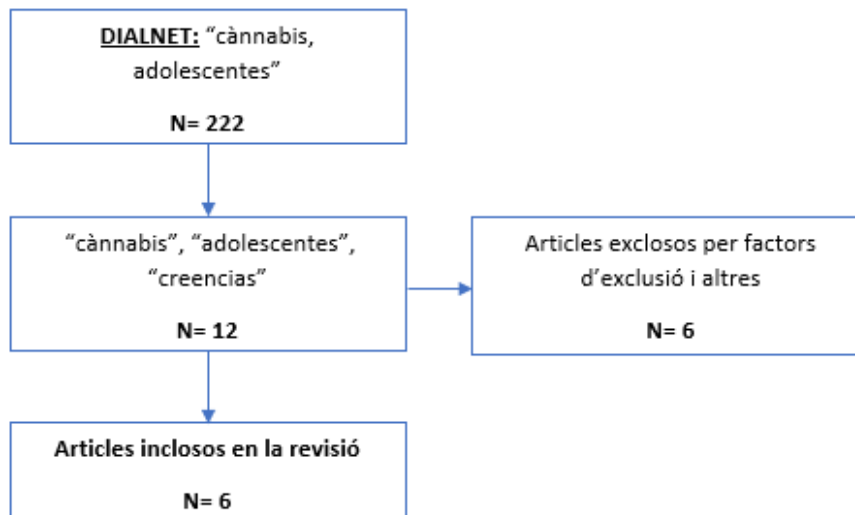 DIALNET: “cànnabis,
adolescentes”
N= 222
“cànnabis”, “adolescentes”,
“creencias”
N= 12
Articles exclosos per factors
d’exclusió i altres
N= 6
Articles inclosos en la revisió
N= 6